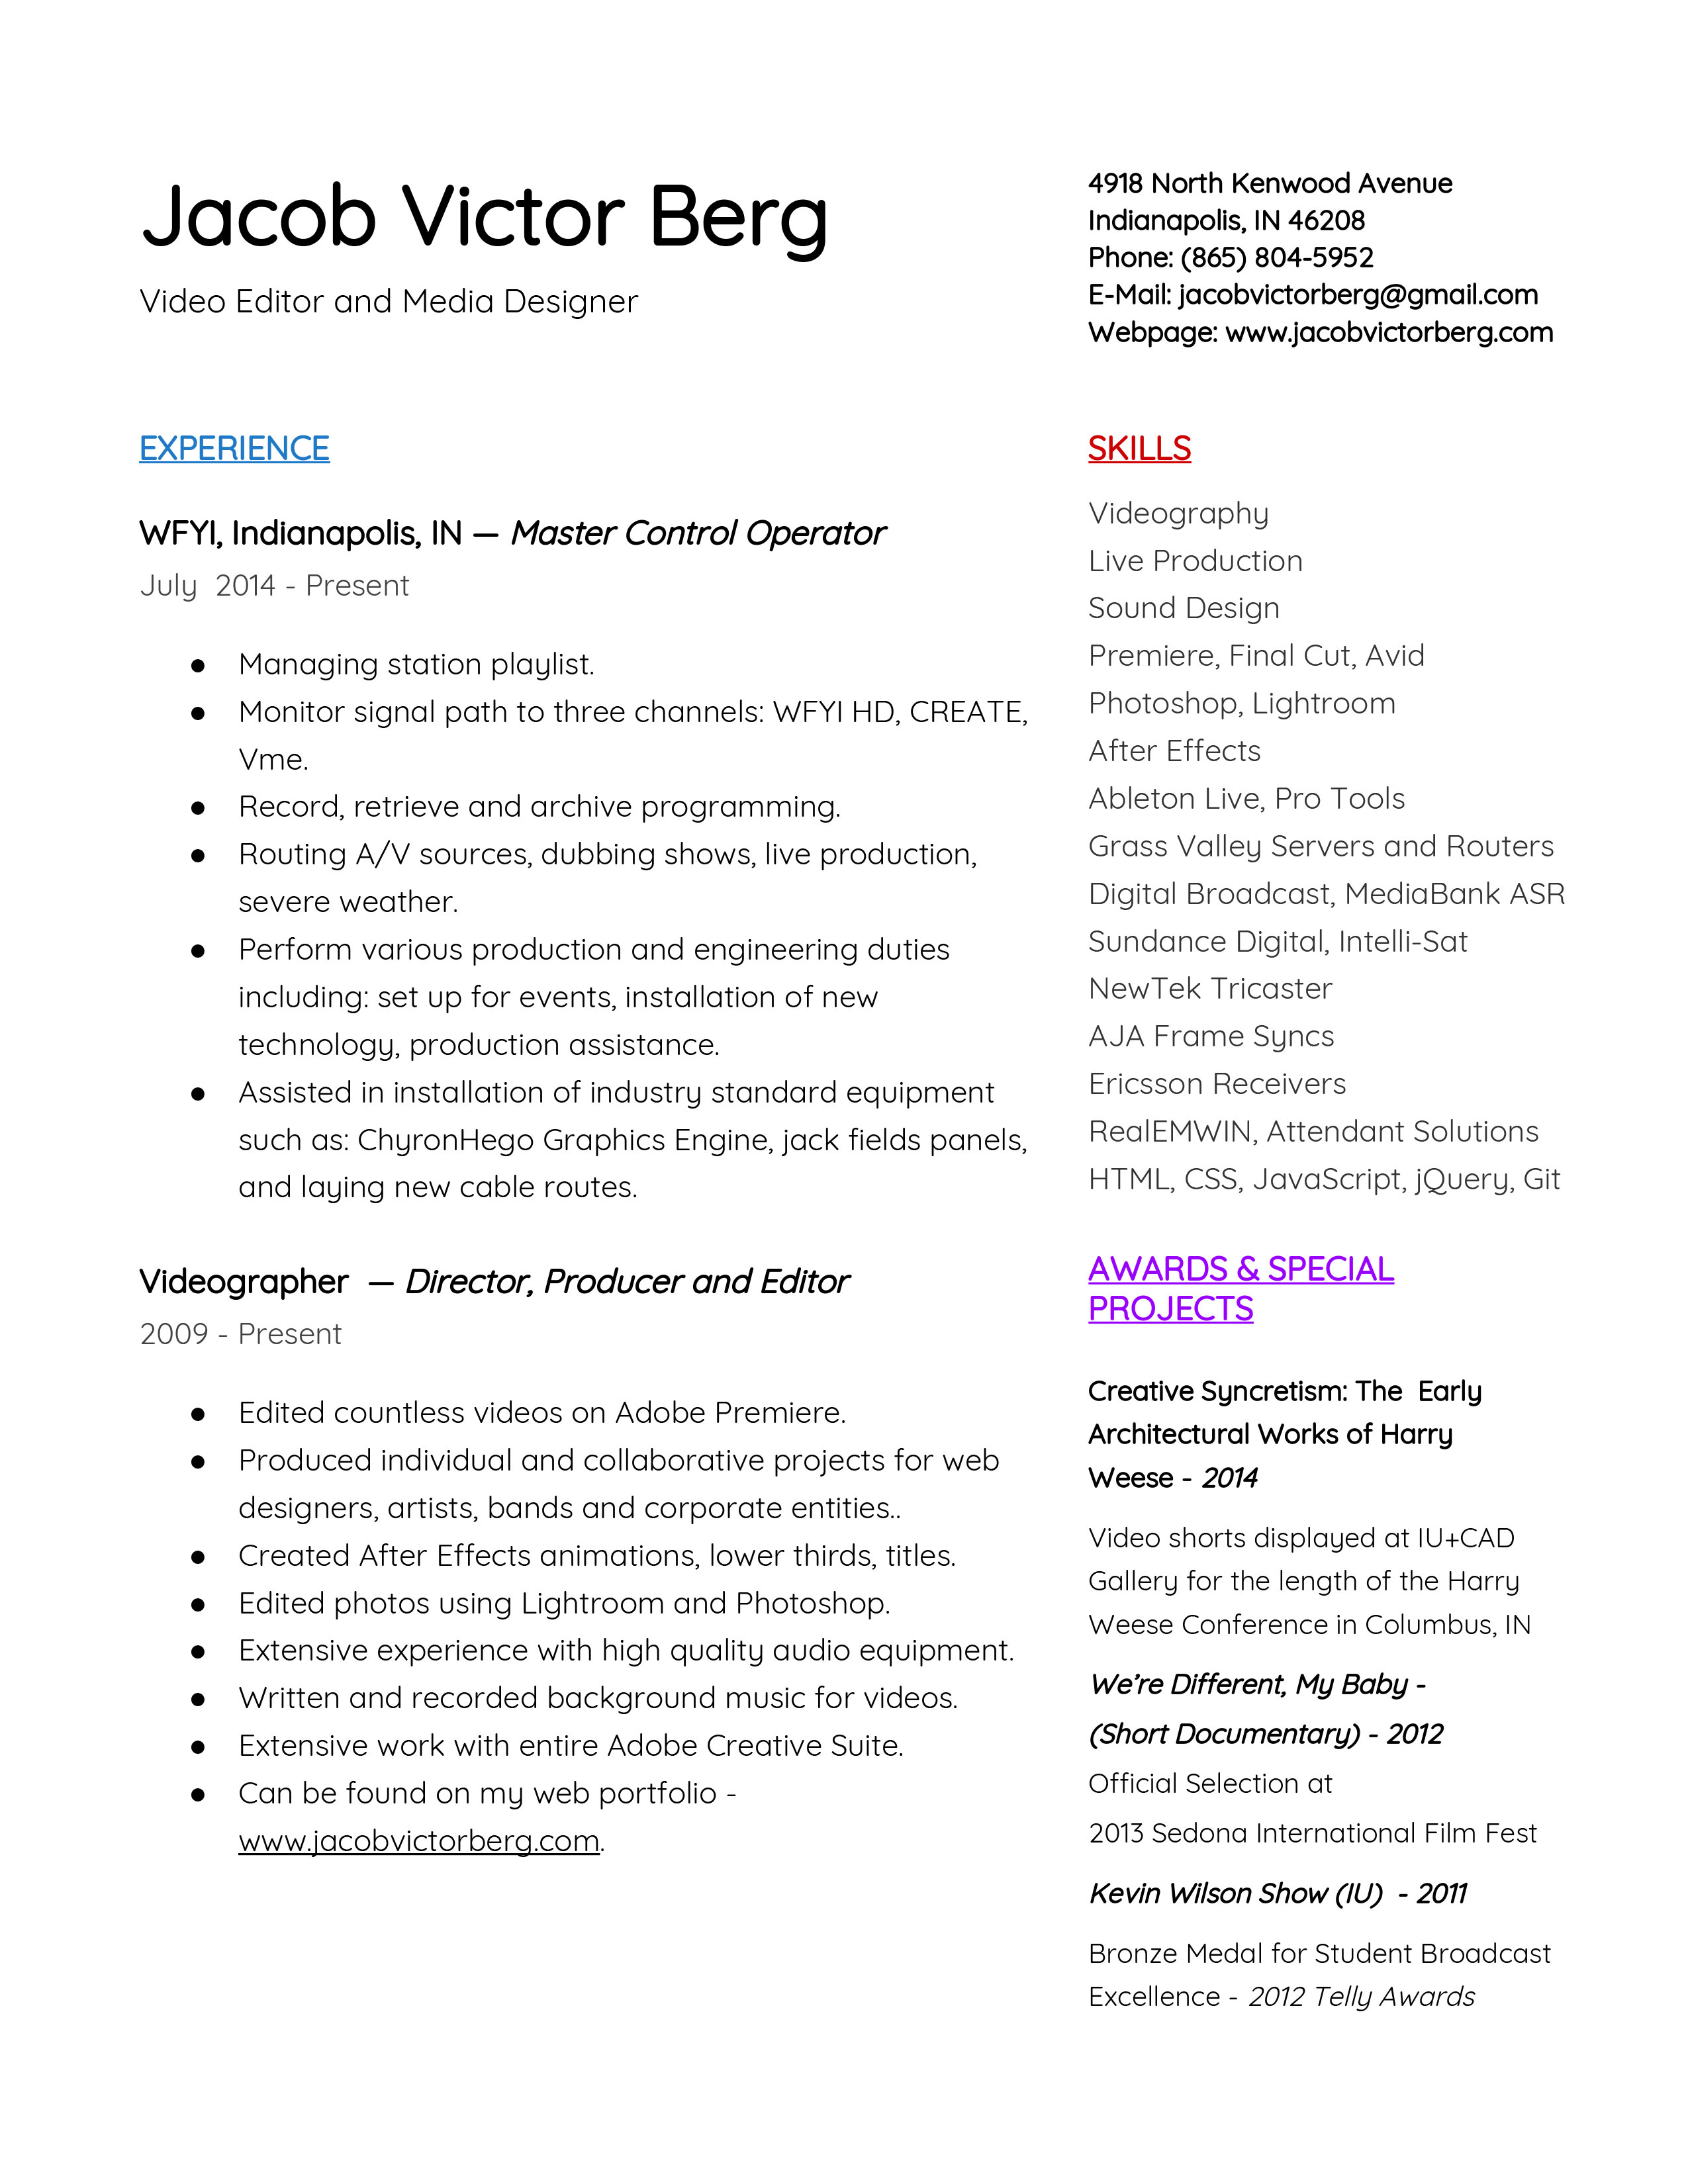 Jacob Victor Berg
Video Editor and Media Designer
4918 North Kenwood Avenue
Indianapolis, IN 46208
Phone: (865) 804-5952
E-Mail: jacobvictorberg@gmail.com
Webpage: www.jacobvictorberg.com
EXPERIENCE
WFYI, Indianapolis, IN — Master Control Operator
July  2014 - Present
● Managing station playlist.
● Monitor signal path to three channels: WFYI HD, CREATE,
Vme.
● Record, retrieve and archive programming.
● Routing A/V sources, dubbing shows, live production,
severe weather.
● Perform various production and engineering duties
including: set up for events, installation of new
technology, production assistance.
● Assisted in installation of industry standard equipment
such as: ChyronHego Graphics Engine, jack fields panels,
and laying new cable routes.
Videographer  — Director, Producer and Editor
2009 - Present
● Edited countless videos on Adobe Premiere.
● Produced individual and collaborative projects for web
designers, artists, bands and corporate entities..
● Created After Effects animations, lower thirds, titles.
● Edited photos using Lightroom and Photoshop.
● Extensive experience with high quality audio equipment.
● Written and recorded background music for videos.
● Extensive work with entire Adobe Creative Suite.
● Can be found on my web portfolio -
www.jacobvictorberg.com.
SKILLS
Videography
Live Production
Sound Design
Premiere, Final Cut, Avid
Photoshop, Lightroom
After Effects
Ableton Live, Pro Tools
Grass Valley Servers and Routers
Digital Broadcast, MediaBank ASR
Sundance Digital, Intelli-Sat
NewTek Tricaster
AJA Frame Syncs
Ericsson Receivers
RealEMWIN, Attendant Solutions
HTML, CSS, JavaScript, jQuery, Git
AWARDS & SPECIAL
PROJECTS
Creative Syncretism: The  Early
Architectural Works of Harry
Weese - 2014
Video shorts displayed at IU+CAD
Gallery for the length of the Harry
Weese Conference in Columbus, IN
We’re Different, My Baby -
(Short Documentary) - 2012
Official Selection at
2013 Sedona International Film Fest
Kevin Wilson Show (IU)  - 2011
Bronze Medal for Student Broadcast
Excellence - 2012 Telly Awards